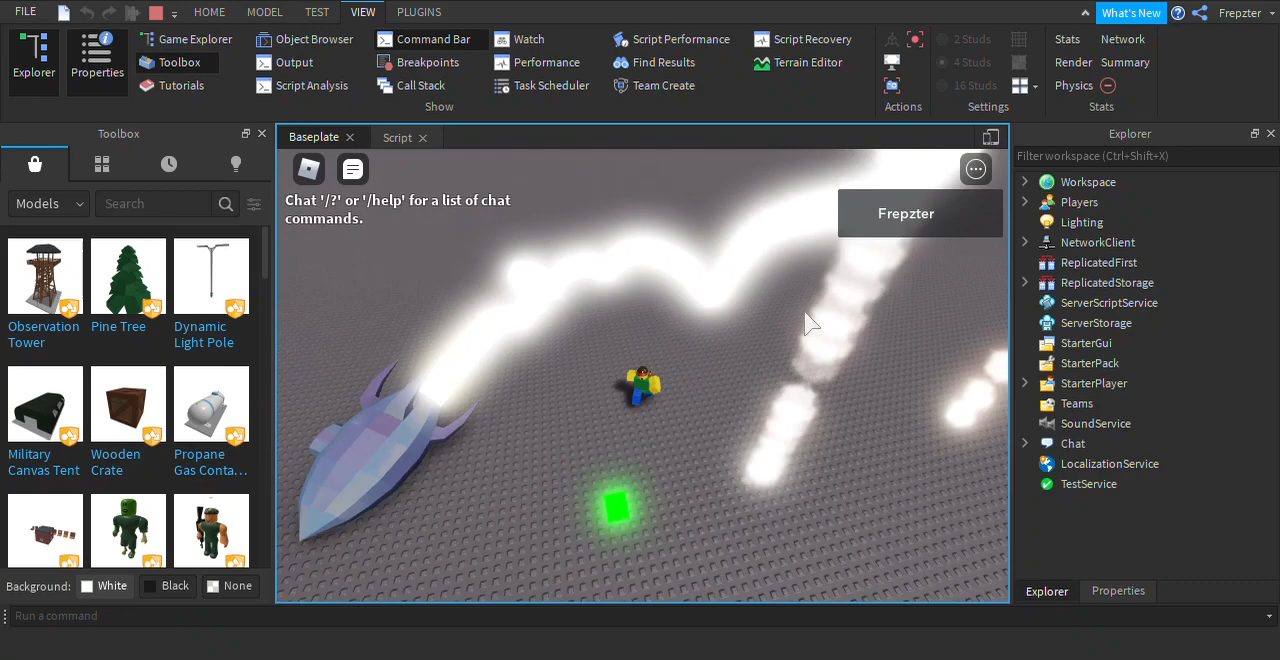 FILE
HOME
MODEL
TEST
VIEW
PLUGINS
What's New
Frepzter
Explorer
Properties
Game Explorer
Toolbox
Tutorials
Object Browser
Output
Script Analysis
Command Bar
Breakpoints
Call Stack
Watch
Performance
Task Scheduler
Script Performance
Find Results
Team Create
Script Recovery
Terrain Editor
Show
Actions
2 Studs
4 Studs
16 Studs
Settings
Stats
Network
Render
Summary
Physics
Stats
Toolbox
Models
Search
Observation
Tower
Pine Tree
Dynamic
Light Pole
Military
Canvas Tent
Wooden
Crate
Propane
Gas Conta...
Background:
White
Black
None
Baseplate
Script
Chat '/?' or '/help' for a list of chat
commands.
Frepzter
Explorer
Filter workspace (Ctrl+Shift+X)
Workspace
Players
Lighting
NetworkClient
ReplicatedFirst
ReplicatedStorage
ServerScriptService
ServerStorage
StarterGui
StarterPack
StarterPlayer
Teams
SoundService
Chat
LocalizationService
TestService
Explorer
Properties
Run a command